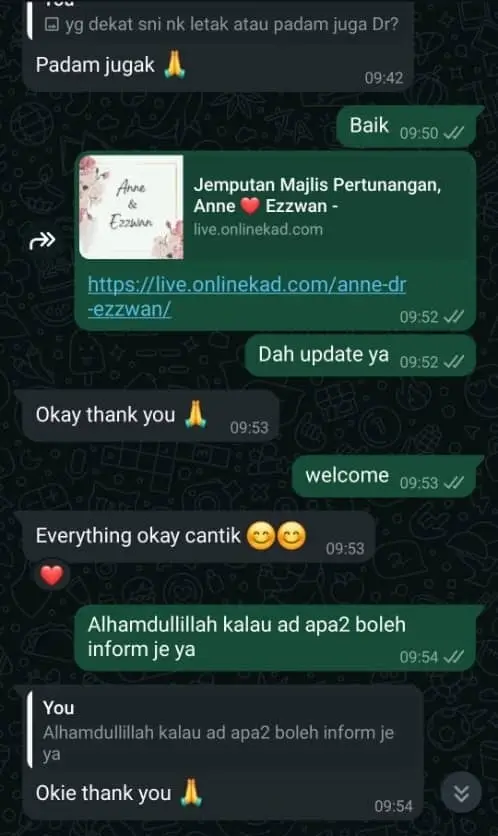 You
yg dekat sni nk letak atau padam juga Dr?
Padam jugak 🙏
09:42
Baik
09:50
Anne
&
Ezzwan
Jemputan Majlis Pertunangan,
Anne ❤️ Ezzwan -
live.onlinekad.com
https://live.onlinekad.com/anne-dr
-ezzwan/
09:52
Dah update ya
09:52
Okay thank you 🙏
09:53
welcome
09:53
Everything okay cantik 😊😊
09:53
❤️
Alhamdullillah kalau ad apa2 boleh
inform je ya
09:54
You
Alhamdullillah kalau ad apa2 boleh inform je
ya
Okie thank you 🙏
09:54